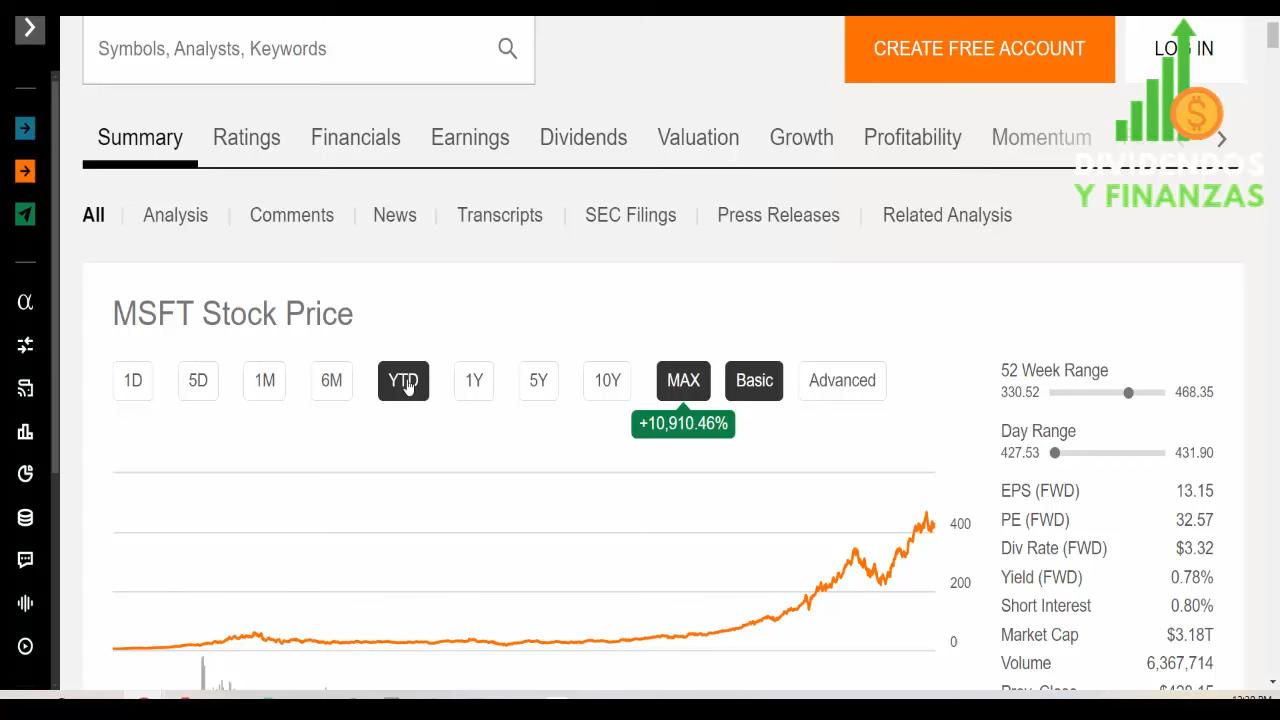 Symbols, Analysts, Keywords
CREATE FREE ACCOUNT
LOG IN
DIVIDENDOS
Y FINANZAS
Summary Ratings Financials Earnings Dividends Valuation Growth Profitability Momentum
All Analysis Comments News Transcripts SEC Filings Press Releases Related Analysis
MSFT Stock Price
1D 5D 1M 6M YTD 1Y 5Y 10Y MAX Basic Advanced
+10,910.46%
400
200
0
52 Week Range
330.52 468.35
Day Range
427.53 431.90
EPS (FWD) 13.15
PE (FWD) 32.57
Div Rate (FWD) $3.32
Yield (FWD) 0.78%
Short Interest 0.80%
Market Cap $3.18T
Volume 6,367,714